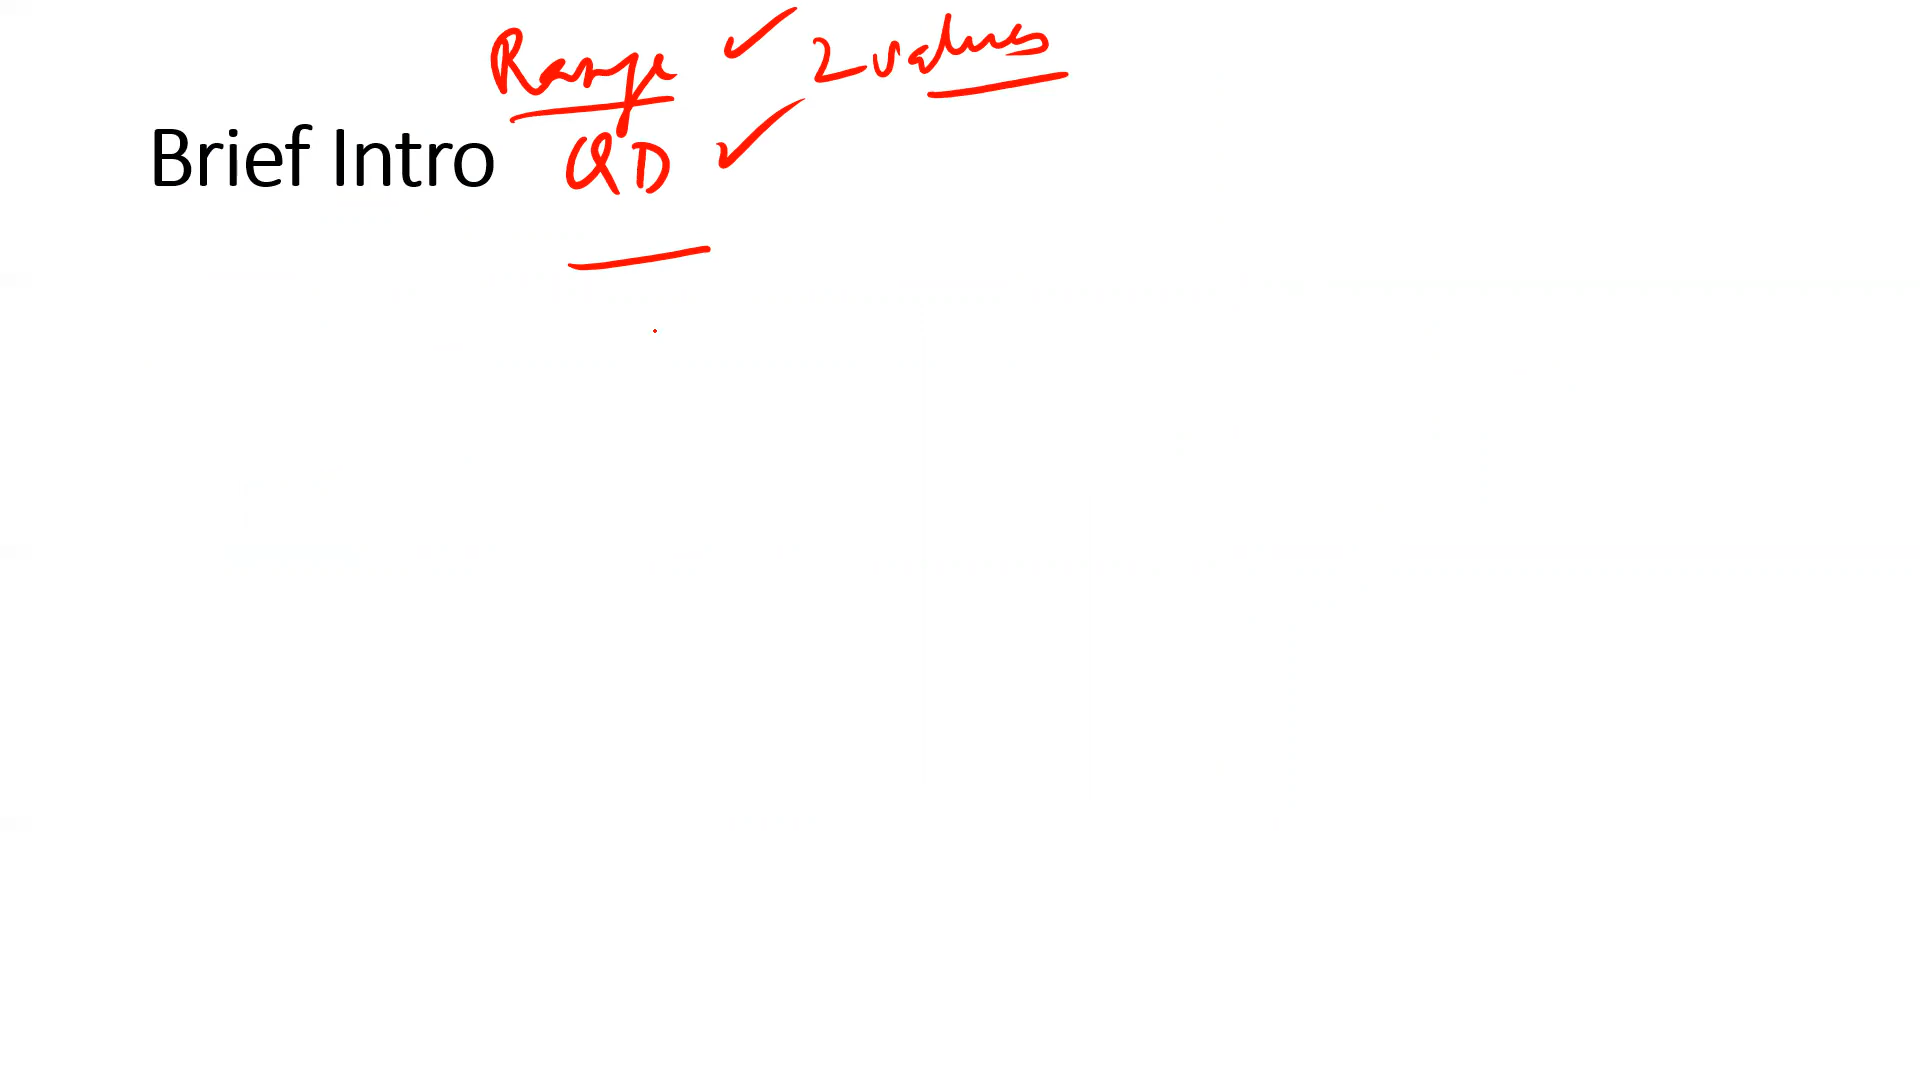 Range ✓ 2 values
Brief Intro QD ✓